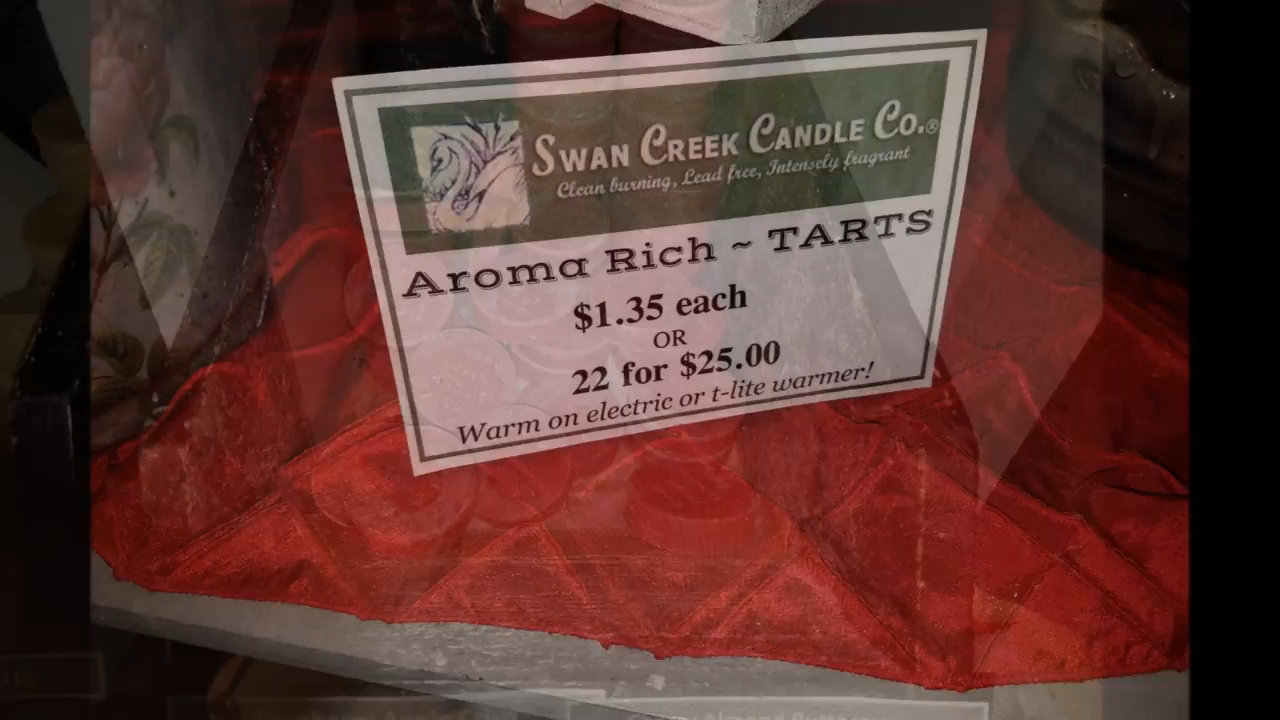 SWAN CREEK CANDLE CO.®
Clean burning, Lead free, Intensely fragrant
Aroma Rich ~ TARTS
$1.35 each
OR
22 for $25.00
Warm on electric or t-lite warmer!